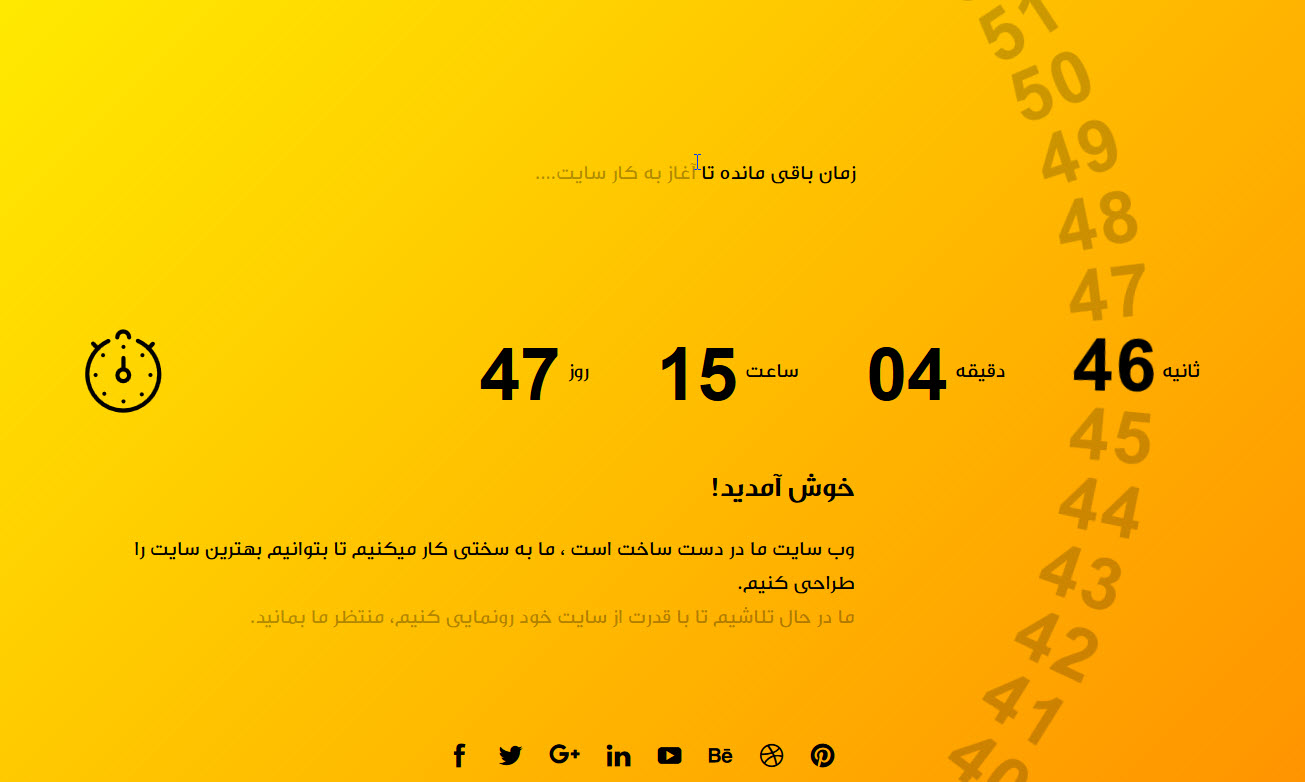 زمان باقی مانده تا آغاز به کار سایت....
51
50
49
48
47
46 ثانیه
04 دقیقه
15 ساعت
47 روز
45
44
43
42
41
40
خوش آمدید!
وب سایت ما در دست ساخت است ، ما به سختی کار میکنیم تا بتوانیم بهترین سایت را
طراحی کنیم.
ما در حال تلاشیم تا با قدرت از سایت خود رونمایی کنیم، منتظر ما بمانید.